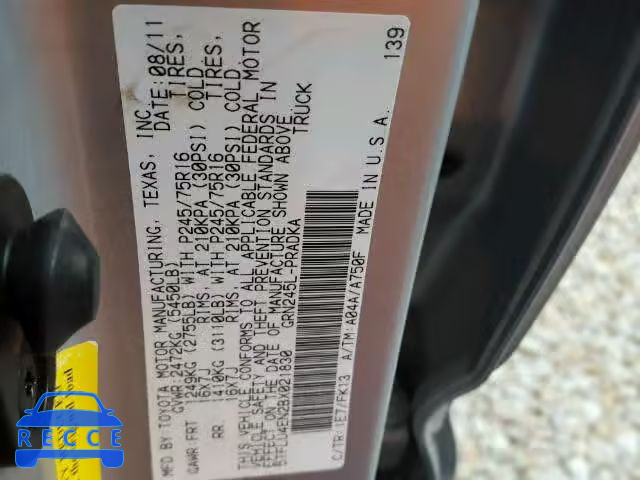 MFD BY: TOYOTA MOTOR MANUFACTURING, TEXAS, INC.
GVWR: 2472KG (5450LB) DATE: 08/11
GAWR FRT 1249KG (2755LB) WITH P245/75R16 TIRES,
16X7J RIMS AT 210KPA (30PSI) COLD
RR 1410KG (3110LB) WITH P245/75R16 TIRES,
16X7J RIMS AT 210KPA (30PSI) COLD
THIS VEHICLE CONFORMS TO ALL APPLICABLE FEDERAL MOTOR
VEHICLE SAFETY AND THEFT PREVENTION STANDARDS IN
EFFECT ON THE DATE OF MANUFACTURE SHOWN ABOVE.
5TFLU4EN2BX021830 TRUCK
GRN245L-PRADKA
C/TR: 1E7/FK13 A/TM: A04A/A750F MADE IN U.S.A. 139
AUTOBIDCAR